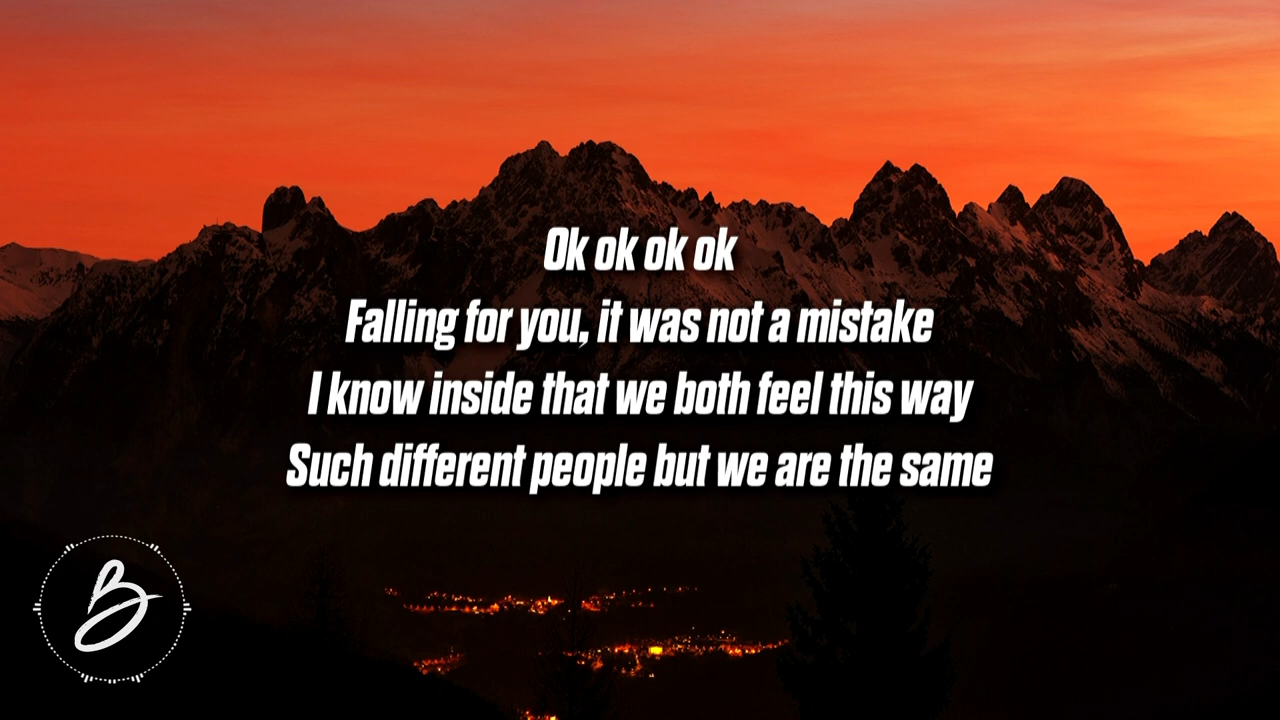 Ok ok ok ok
Falling for you, it was not a mistake
I know inside that we both feel this way
Such different people but we are the same
B